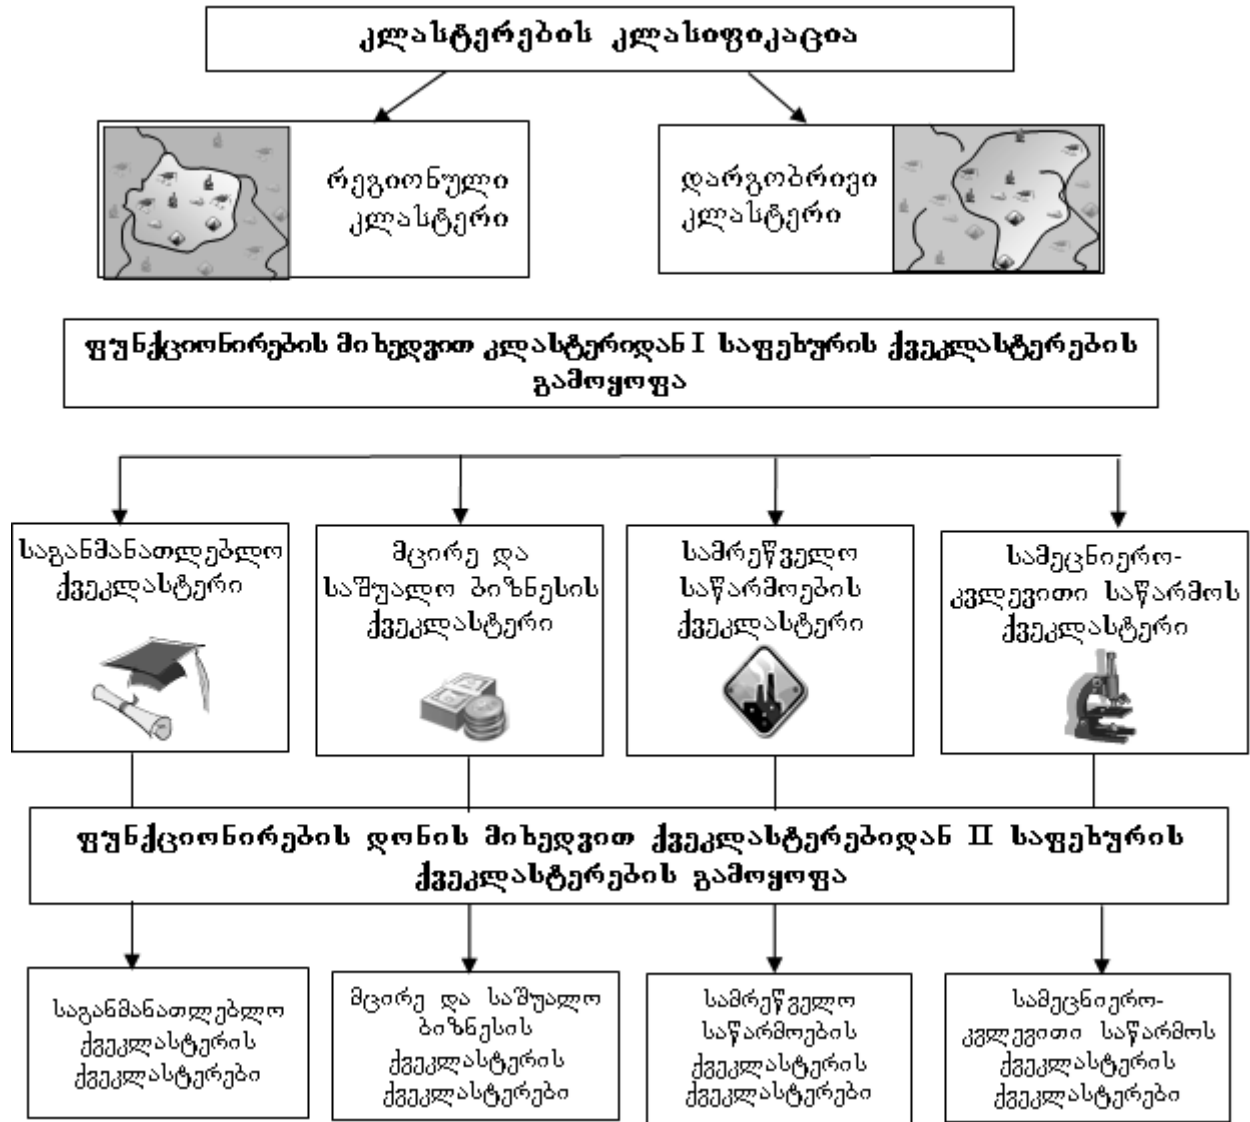 კლასტერების კლასიფიკაცია
რეგიონული
კლასტერი
დარგობრივი
კლასტერი
ფუნქციონირების მიხედვით კლასტერიდან I საფეხურის ქვეკლასტერების
გამოყოფა
საგანმანათლებლო
ქვეკლასტერი
მცირე და
საშუალო ბიზნესის
ქვეკლასტერი
სამრეწველო
საწარმოების
ქვეკლასტერი
სამეცნიერო-
კვლევითი საწარმოს
ქვეკლასტერი
ფუნქციონირების დონის მიხედვით ქვეკლასტერებიდან II საფეხურის
ქვეკლასტერების გამოყოფა
საგანმანათლებლო
ქვეკლასტერის
ქვეკლასტერები
მცირე და საშუალო
ბიზნესის
ქვეკლასტერის
ქვეკლასტერები
სამრეწველო
საწარმოების
ქვეკლასტერის
ქვეკლასტერები
სამეცნიერო-
კვლევითი საწარმოს
ქვეკლასტერის
ქვეკლასტერები